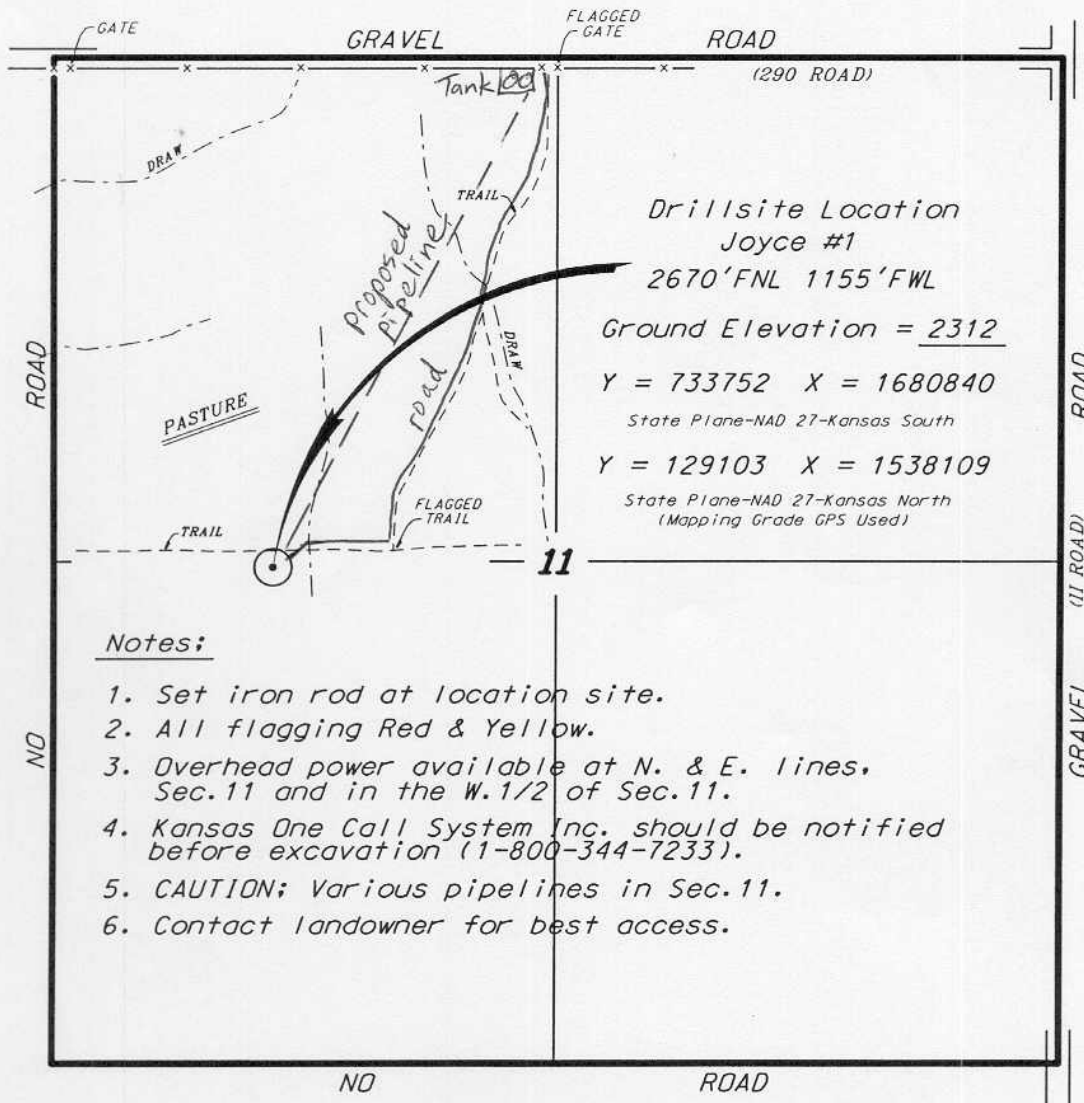 GATE
GRAVEL
FLAGGED
GATE
ROAD
(290 ROAD)
Tank 00
DRAW
TRAIL
Proposed
pipeline
Drillsite Location
Joyce #1
2670'FNL 1155'FWL
Ground Elevation = 2312
Y = 733752 X = 1680840
State Plane-NAD 27-Kansas South
Y = 129103 X = 1538109
State Plane-NAD 27-Kansas North
(Mapping Grade GPS Used)
DRAW
road
PASTURE
ROAD
NO
FLAGGED
TRAIL
TRAIL
11
ROAD
(11 ROAD)
GRAVEL
Notes:
1. Set iron rod at location site.
2. All flagging Red & Yellow.
3. Overhead power available at N. & E. lines,
Sec.11 and in the W.1/2 of Sec.11.
4. Kansas One Call System Inc. should be notified
before excavation (1-800-344-7233).
5. CAUTION: Various pipelines in Sec.11.
6. Contact landowner for best access.
NO
ROAD